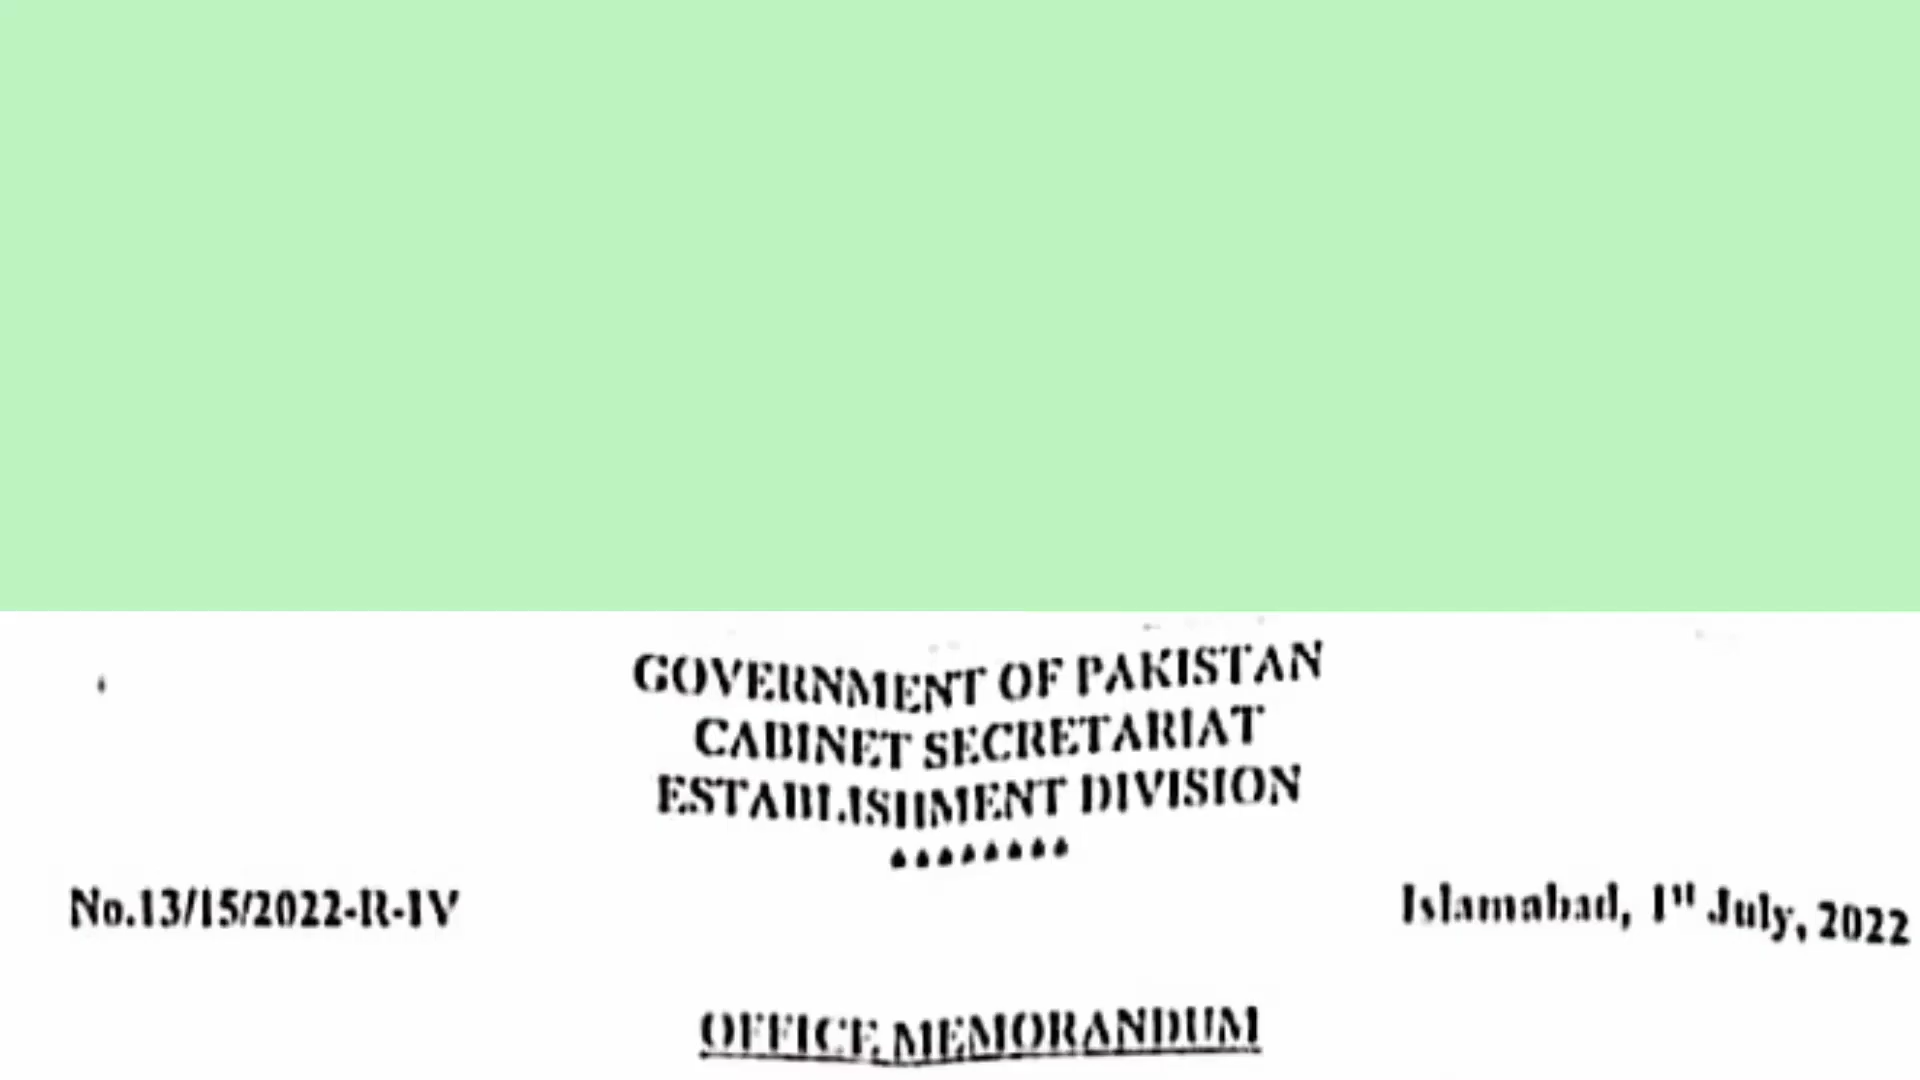 GOVERNMENT OF PAKISTAN
CABINET SECRETARIAT
ESTABLISHMENT DIVISION
********
No.13/15/2022-R-IV
Islamabad, 1st July, 2022
OFFICE MEMORANDUM